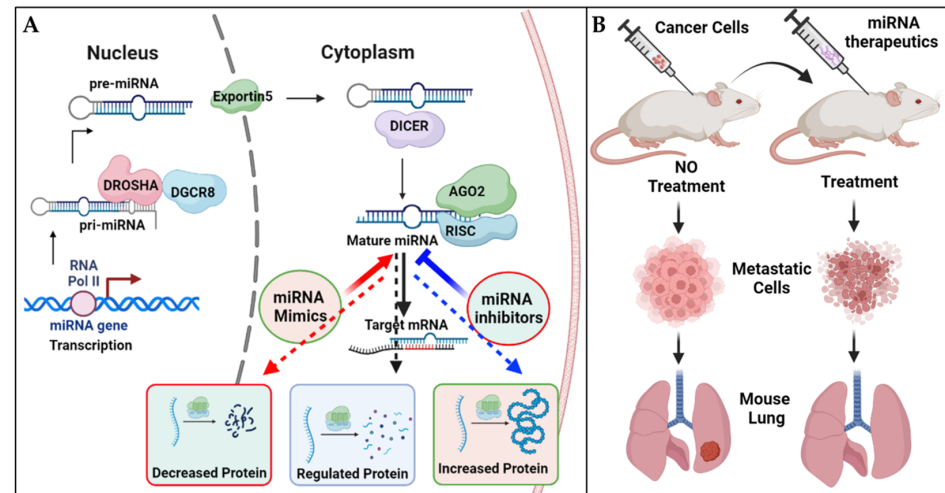 A
Nucleus
Cytoplasm
pre-miRNA
Exportin5
DICER
DROSHA
DGCR8
pri-miRNA
AGO2
RISC
Mature miRNA
RNA
Pol II
miRNA gene
Transcription
miRNA
Mimics
miRNA
inhibitors
Target mRNA
Decreased Protein
Regulated Protein
Increased Protein
B
Cancer Cells
miRNA
therapeutics
NO
Treatment
Treatment
Metastatic
Cells
Mouse
Lung